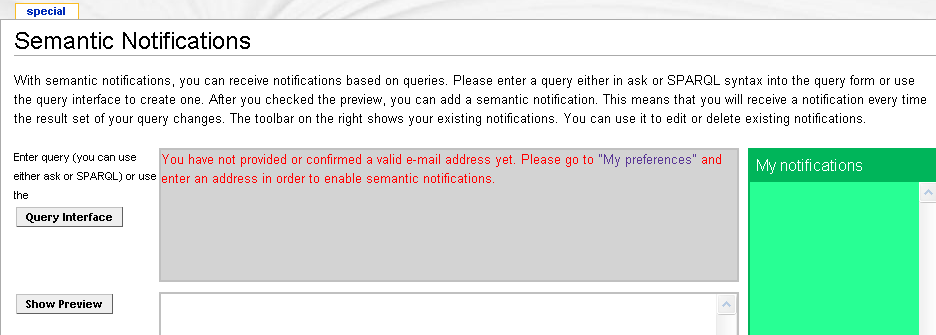 special
Semantic Notifications
With semantic notifications, you can receive notifications based on queries. Please enter a query either in ask or SPARQL syntax into the query form or use
the query interface to create one. After you checked the preview, you can add a semantic notification. This means that you will receive a notification every time
the result set of your query changes. The toolbar on the right shows your existing notifications. You can use it to edit or delete existing notifications.
Enter query (you can use
either ask or SPARQL) or use
the
Query Interface
You have not provided or confirmed a valid e-mail address yet. Please go to "My preferences" and
enter an address in order to enable semantic notifications.
My notifications
Show Preview